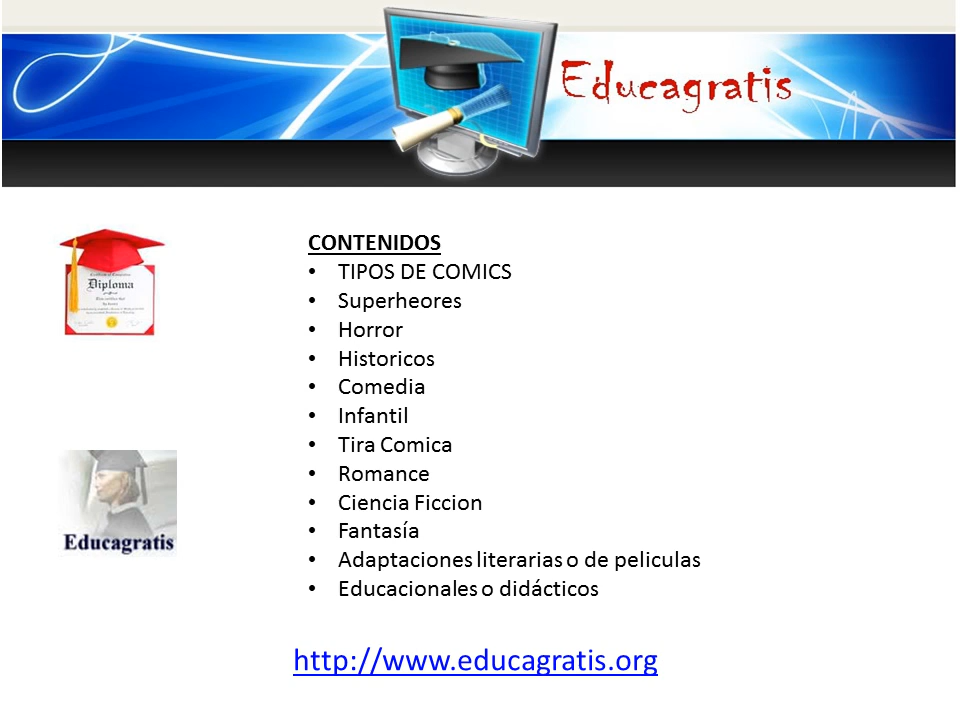 Educagratis
CONTENIDOS
• TIPOS DE COMICS
• Superheores
• Horror
• Historicos
• Comedia
• Infantil
• Tira Comica
• Romance
• Ciencia Ficcion
• Fantasía
• Adaptaciones literarias o de peliculas
• Educacionales o didácticos
Diploma
Educagratis
http://www.educagratis.org